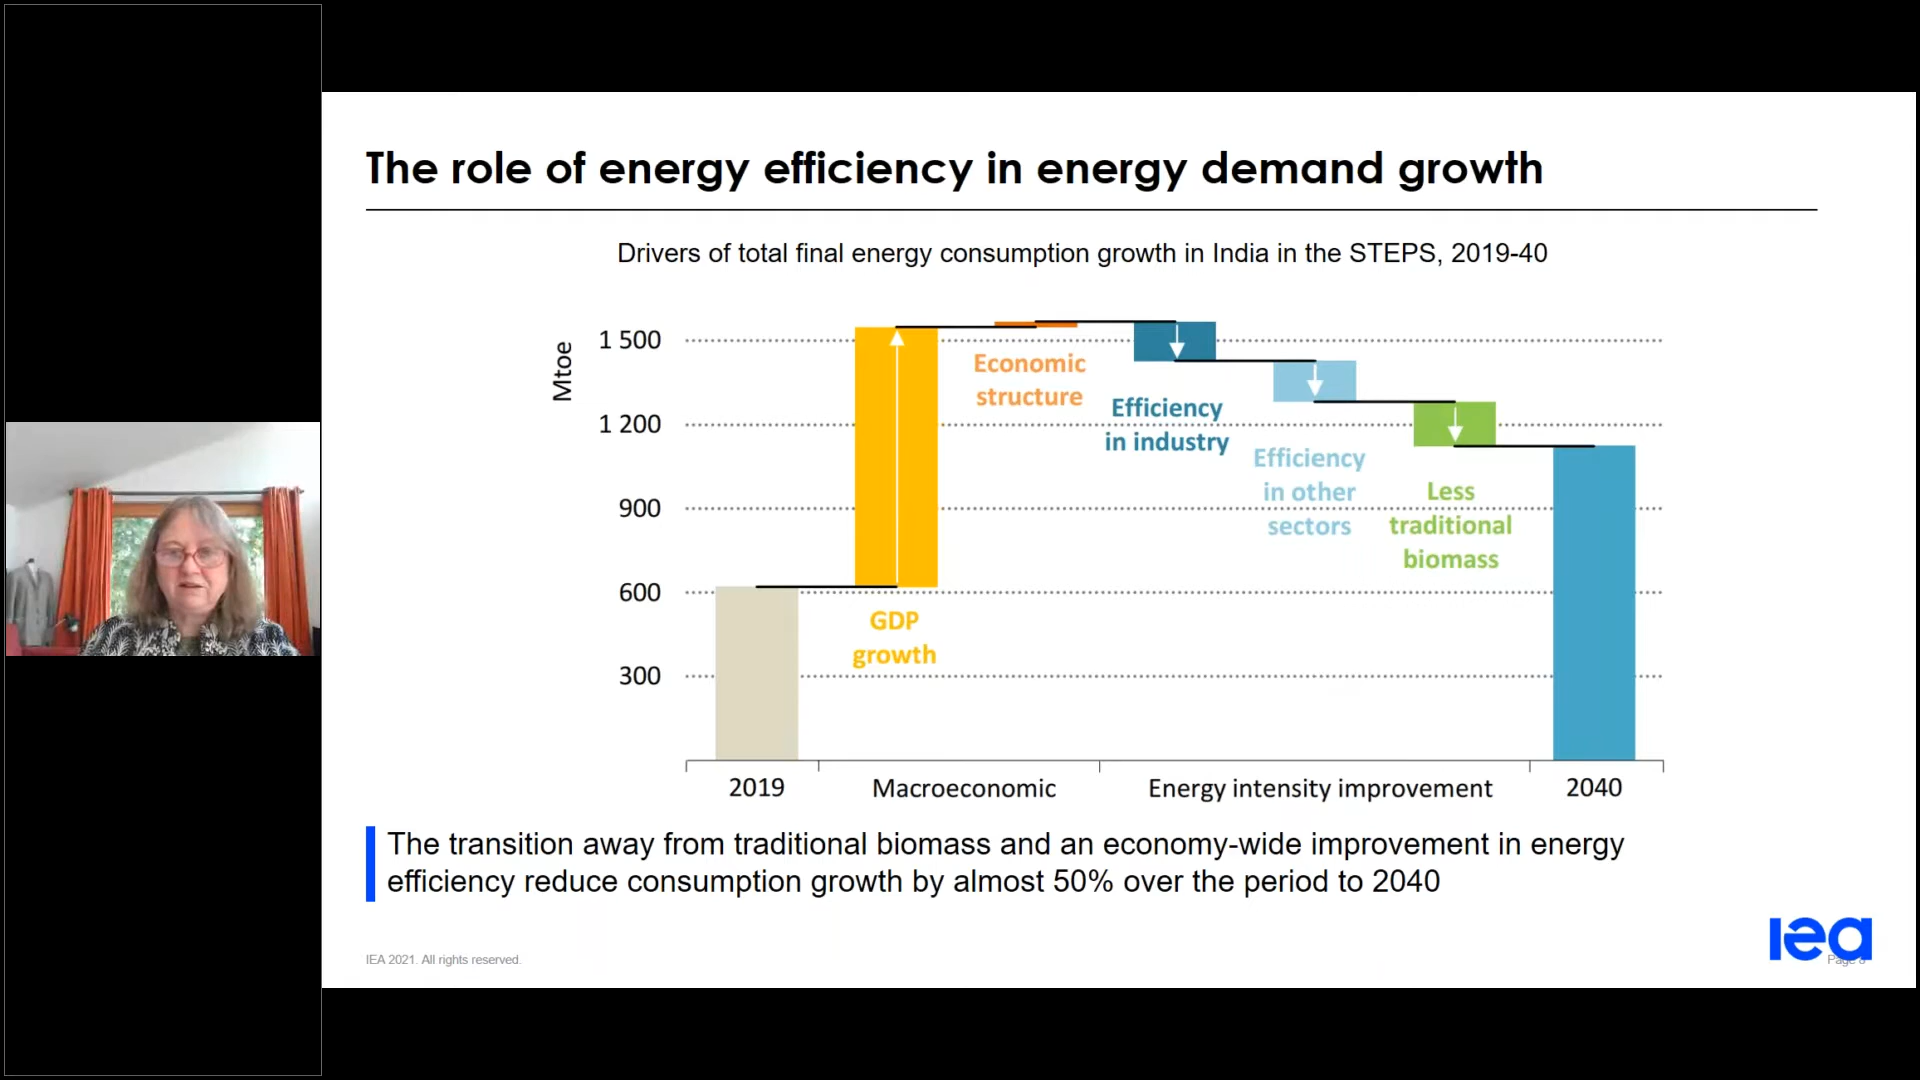 The role of energy efficiency in energy demand growth
Drivers of total final energy consumption growth in India in the STEPS, 2019-40
Mtoe
1 500
1 200
900
600
300
GDP
growth
Economic
structure
Efficiency
in industry
Efficiency
in other
sectors
Less
traditional
biomass
2019
Macroeconomic
Energy intensity improvement
2040
The transition away from traditional biomass and an economy-wide improvement in energy
efficiency reduce consumption growth by almost 50% over the period to 2040
IEA 2021. All rights reserved.
iea
Page